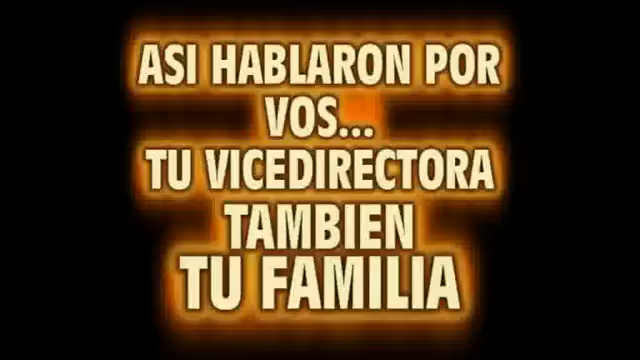 ASI HABLARON POR
VOS...
TU VICEDIRECTORA
TAMBIEN
TU FAMILIA